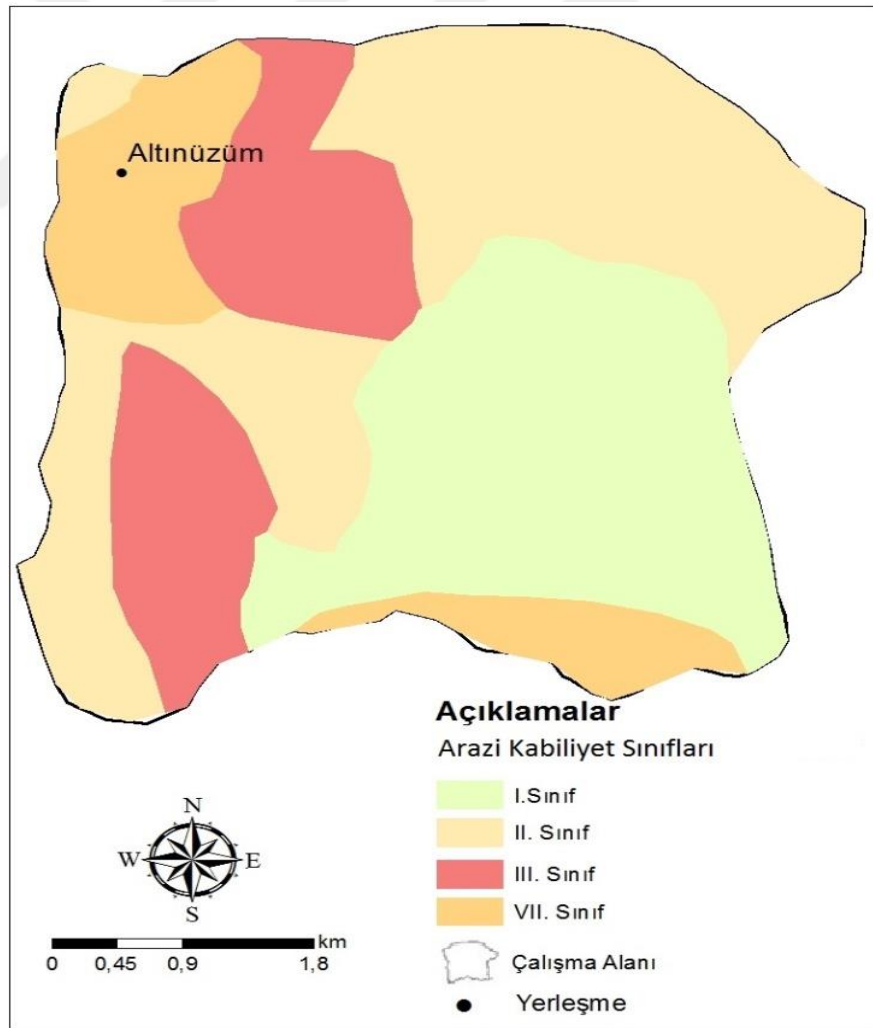 Altınüzüm
Açıklamalar
Arazi Kabiliyet Sınıfları
I.Sınıf
II. Sınıf
III. Sınıf
VII. Sınıf
Çalışma Alanı
Yerleşme
N
W E
S
km
0 0,45 0,9 1,8